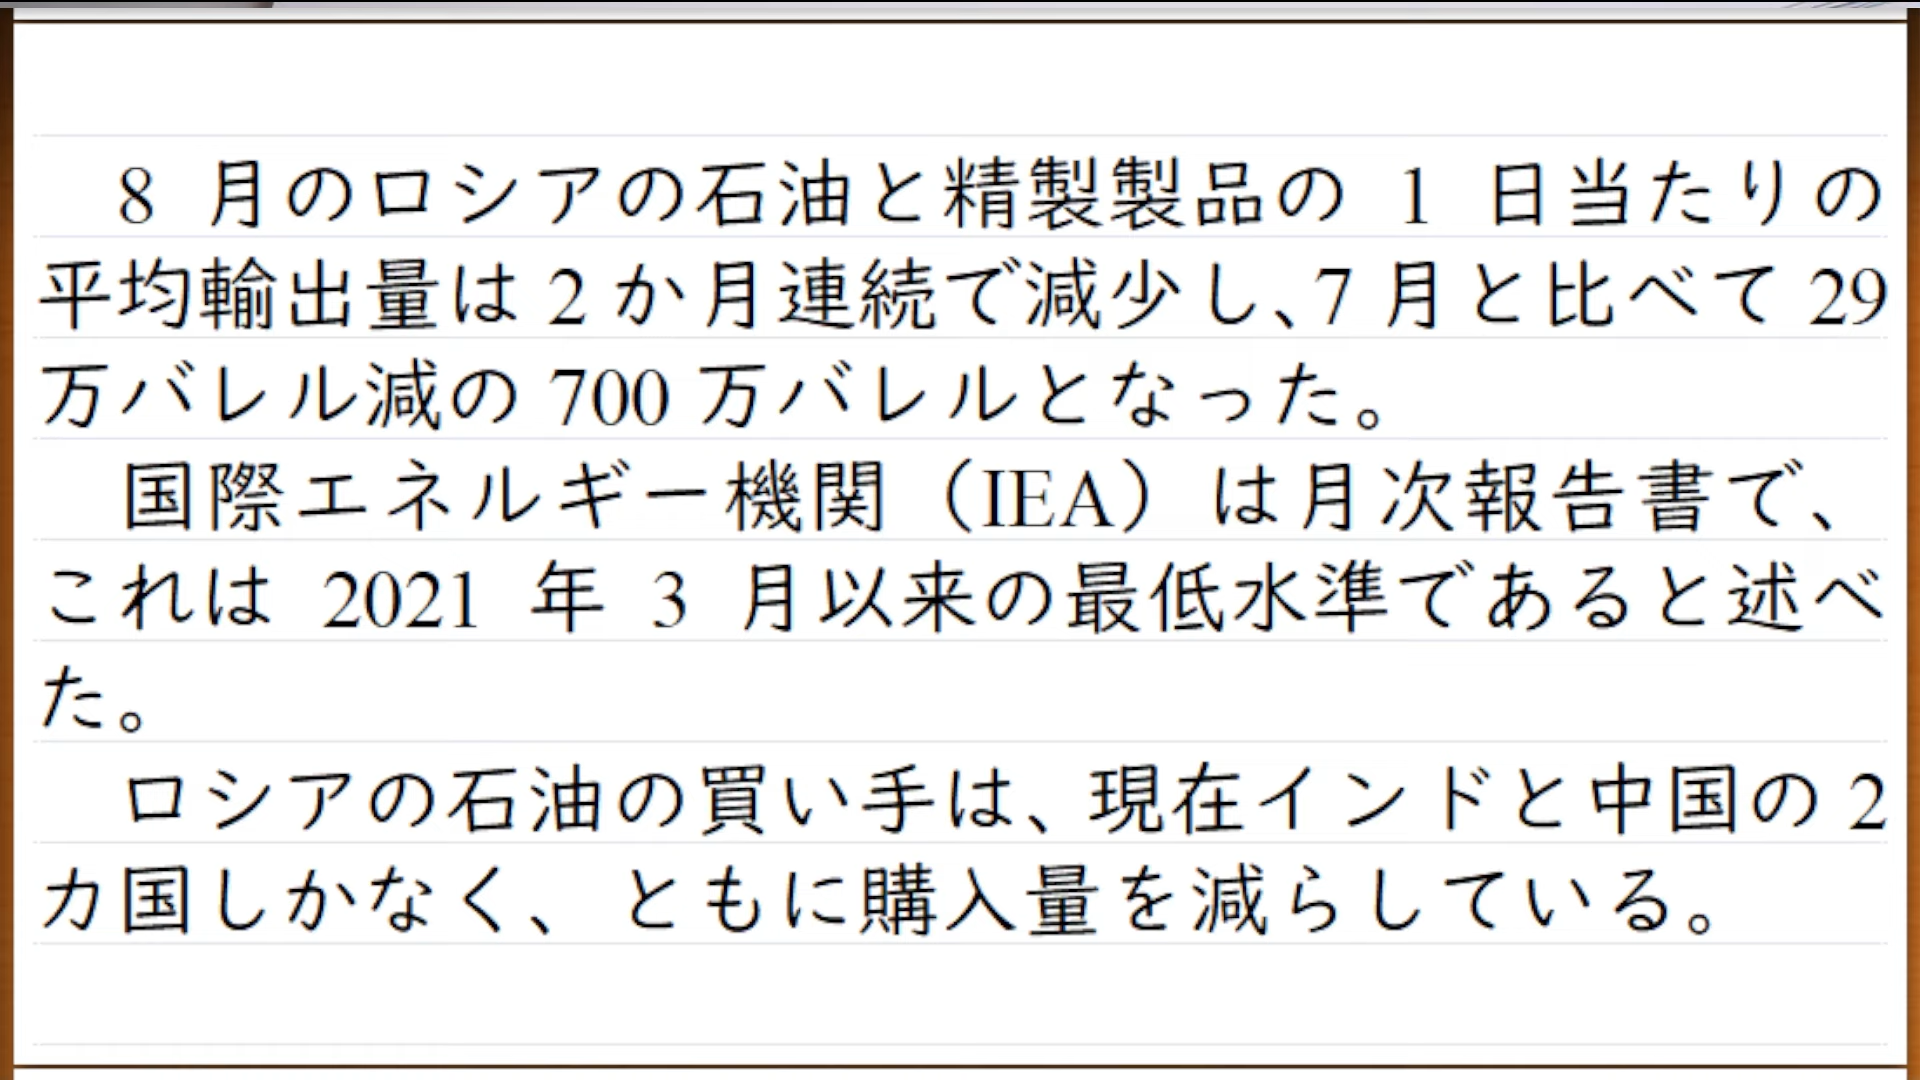 8 月のロシアの石油と精製製品の 1 日当たりの
平均輸出量は 2 か月連続で減少し、7 月と比べて 29
万バレル減の 700 万バレルとなった。
国際エネルギー機関（IEA）は月次報告書で、
これは 2021 年 3 月以来の最低水準であると述べ
た。
ロシアの石油の買い手は、現在インドと中国の 2
カ国しかなく、ともに購入量を減らしている。